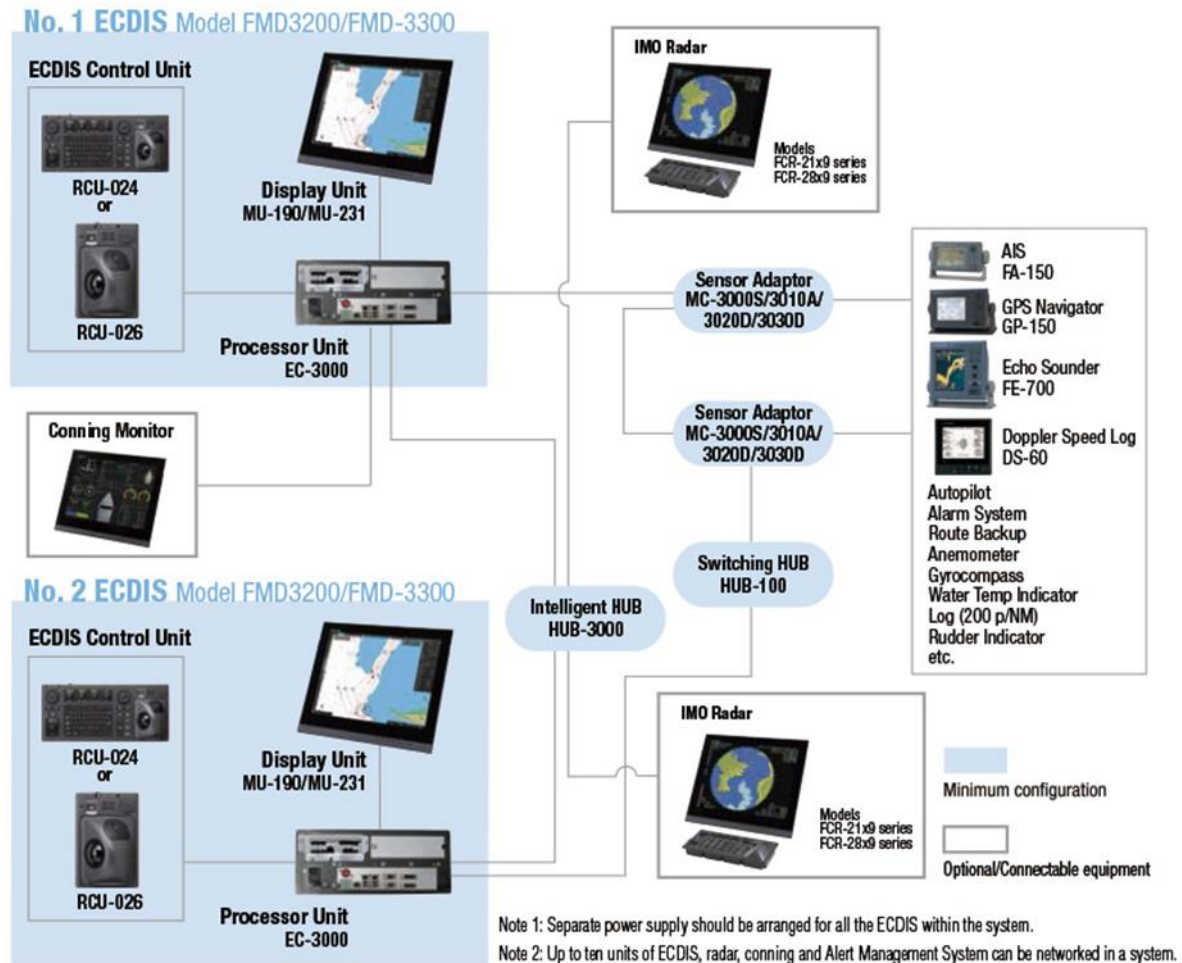 No. 1 ECDIS Model FMD3200/FMD-3300
ECDIS Control Unit
RCU-024
or
RCU-026
Display Unit
MU-190/MU-231
Processor Unit
EC-3000
IMO Radar
Models
FCR-21x9 series
FCR-28x9 series
Sensor Adaptor
MC-3000S/3010A/
3020D/3030D
Sensor Adaptor
MC-3000S/3010A/
3020D/3030D
AIS
FA-150
GPS Navigator
GP-150
Echo Sounder
FE-700
Doppler Speed Log
DS-60
Autopilot
Alarm System
Route Backup
Anemometer
Gyrocompass
Water Temp Indicator
Log (200 p/NM)
Rudder Indicator
etc.
Conning Monitor
Switching HUB
HUB-100
Intelligent HUB
HUB-3000
No. 2 ECDIS Model FMD3200/FMD-3300
ECDIS Control Unit
RCU-024
or
RCU-026
Display Unit
MU-190/MU-231
Processor Unit
EC-3000
IMO Radar
Models
FCR-21x9 series
FCR-28x9 series
Minimum configuration
Optional/Connectable equipment
Note 1: Separate power supply should be arranged for all the ECDIS within the system.
Note 2: Up to ten units of ECDIS, radar, conning and Alert Management System can be networked in a system.